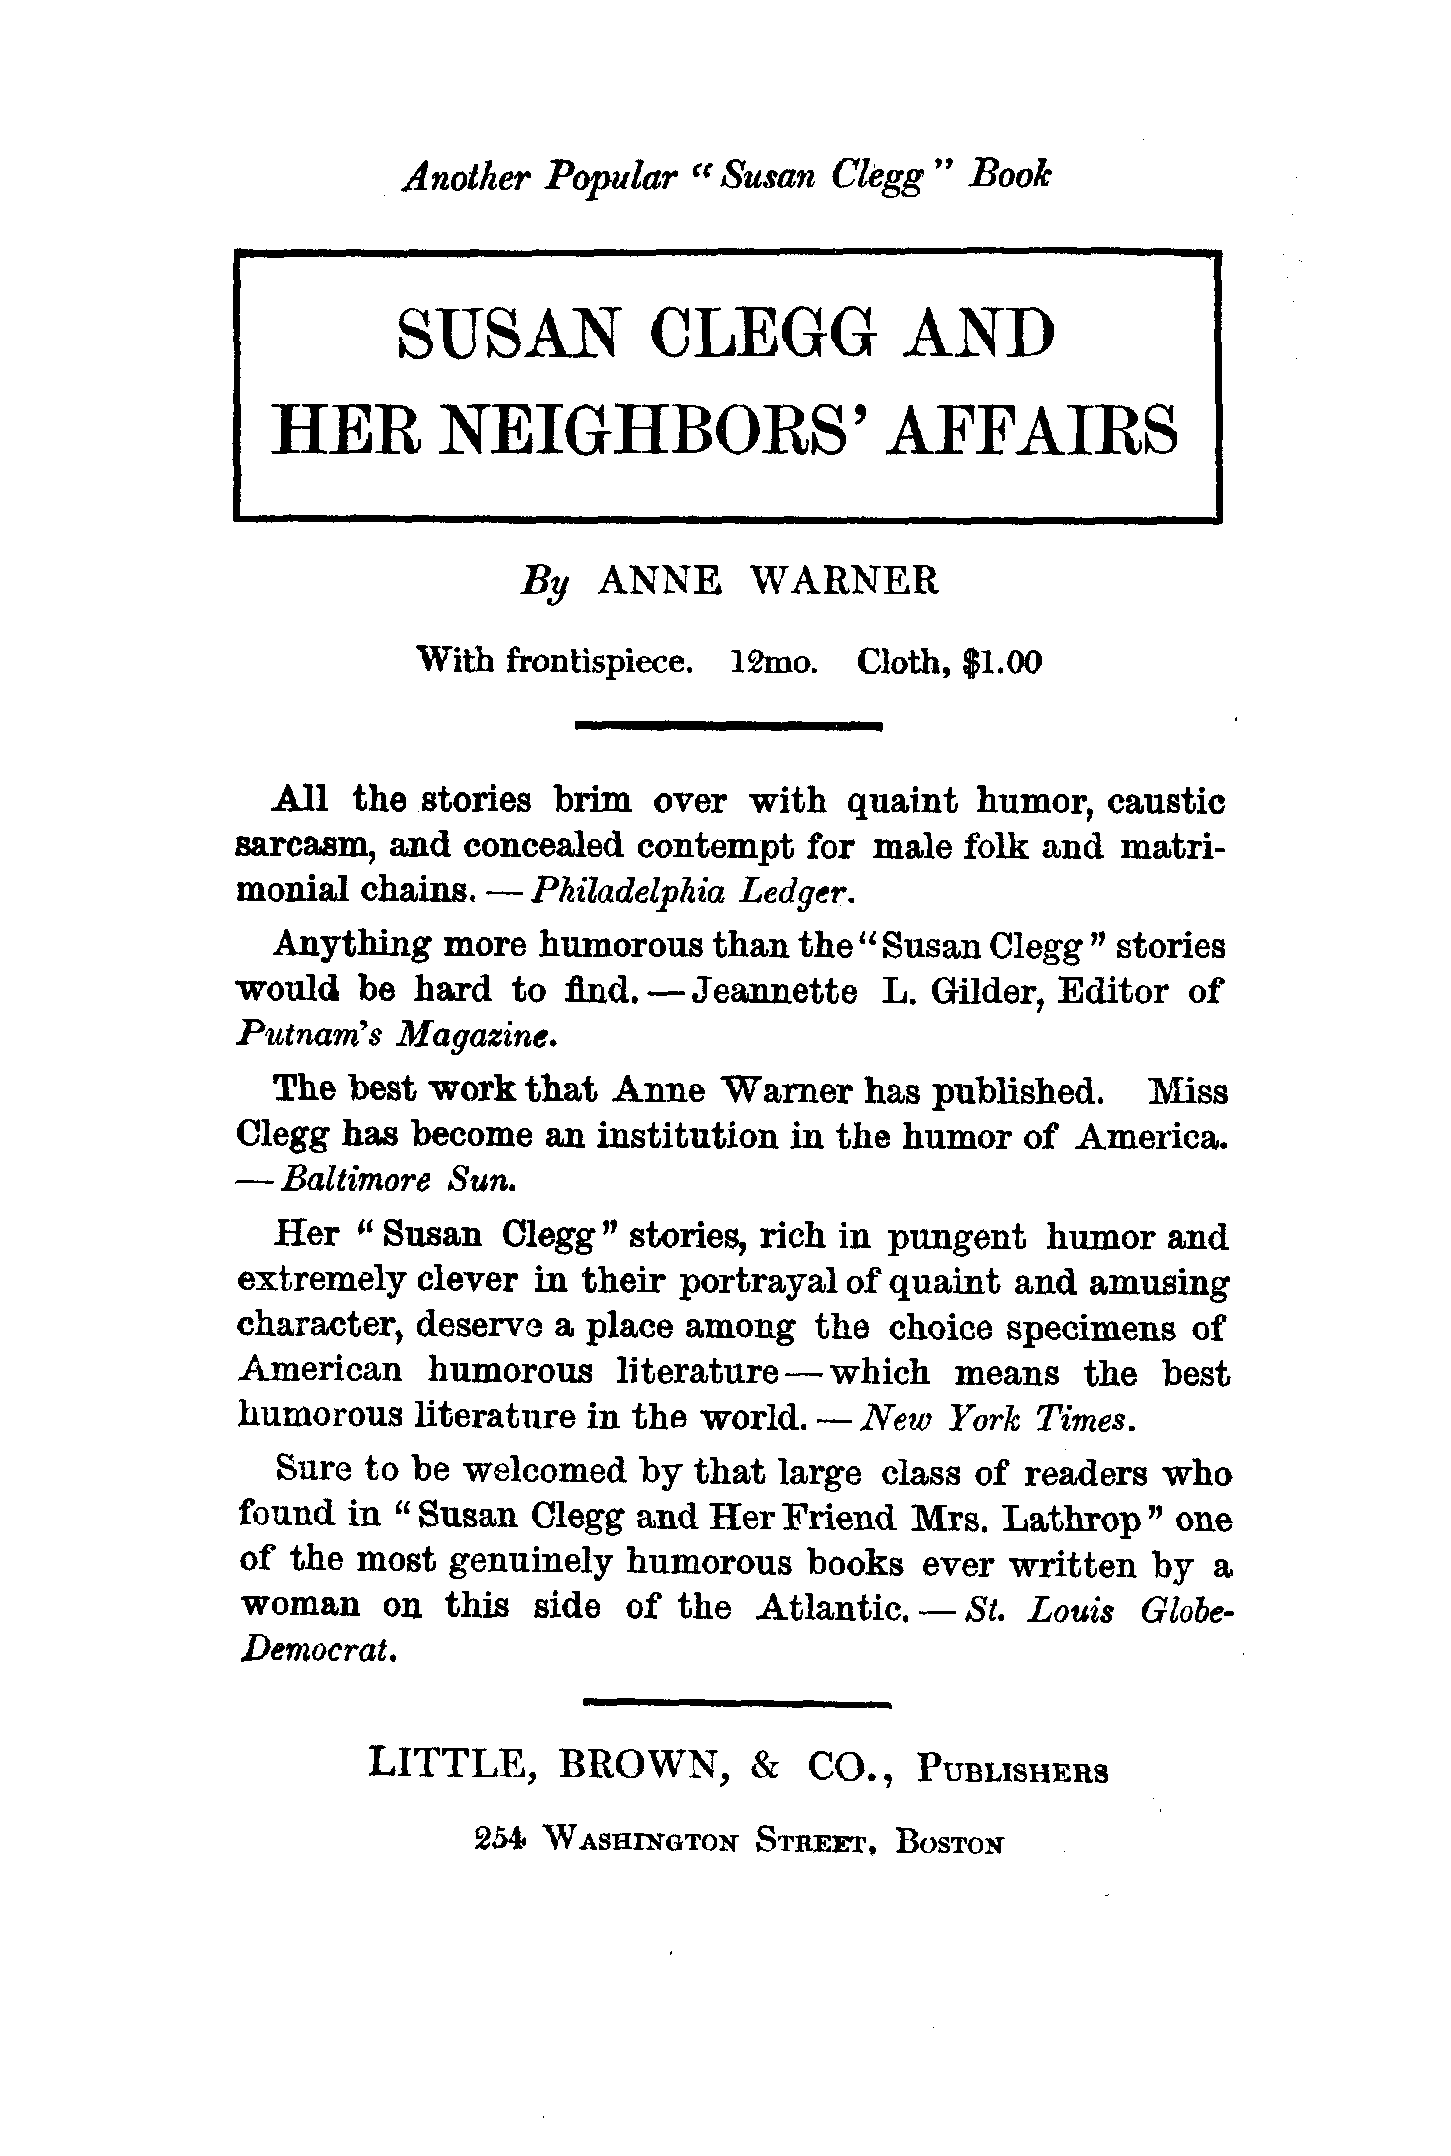 Another Popular “Susan Clegg” Book
SUSAN CLEGG AND
HER NEIGHBORS’ AFFAIRS
By ANNE WARNER
With frontispiece. 12mo. Cloth, $1.00
All the stories brim over with quaint humor, caustic
sarcasm, and concealed contempt for male folk and matri-
monial chains. — Philadelphia Ledger.
Anything more humorous than the “Susan Clegg” stories
would be hard to find. — Jeannette L. Gilder, Editor of
Putnam’s Magazine.
The best work that Anne Warner has published. Miss
Clegg has become an institution in the humor of America.
— Baltimore Sun.
Her “Susan Clegg” stories, rich in pungent humor and
extremely clever in their portrayal of quaint and amusing
character, deserve a place among the choice specimens of
American humorous literature — which means the best
humorous literature in the world. — New York Times.
Sure to be welcomed by that large class of readers who
found in “Susan Clegg and Her Friend Mrs. Lathrop” one
of the most genuinely humorous books ever written by a
woman on this side of the Atlantic. — St. Louis Globe-
Democrat.
LITTLE, BROWN, & CO., PUBLISHERS
254 WASHINGTON STREET, BOSTON